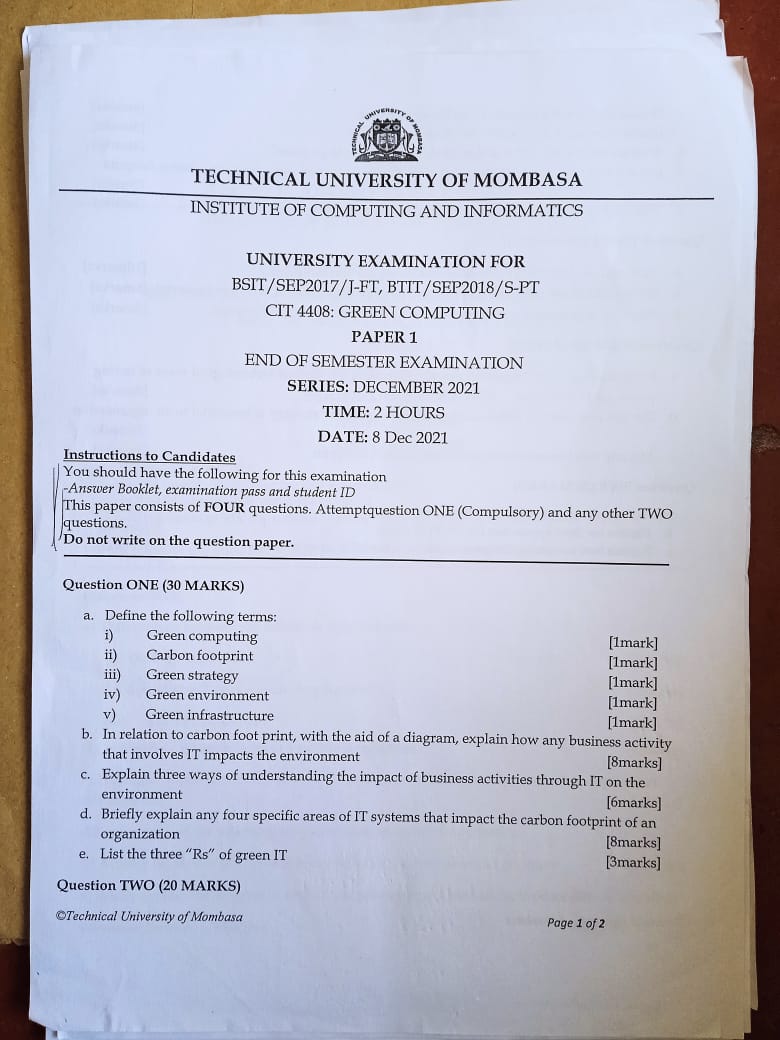 TECHNICAL UNIVERSITY OF MOMBASA
TECHNICAL UNIVERSITY OF MOMBASA
INSTITUTE OF COMPUTING AND INFORMATICS
UNIVERSITY EXAMINATION FOR
BSIT/SEP2017/J-FT, BTIT/SEP2018/S-PT
CIT 4408: GREEN COMPUTING
PAPER 1
END OF SEMESTER EXAMINATION
SERIES: DECEMBER 2021
TIME: 2 HOURS
DATE: 8 Dec 2021
Instructions to Candidates
You should have the following for this examination
-Answer Booklet, examination pass and student ID
This paper consists of FOUR questions. Attemptquestion ONE (Compulsory) and any other TWO
questions.
Do not write on the question paper.
Question ONE (30 MARKS)
a. Define the following terms:
i) Green computing [1mark]
ii) Carbon footprint [1mark]
iii) Green strategy [1mark]
iv) Green environment [1mark]
v) Green infrastructure [1mark]
b. In relation to carbon foot print, with the aid of a diagram, explain how any business activity
that involves IT impacts the environment [8marks]
c. Explain three ways of understanding the impact of business activities through IT on the
environment [6marks]
d. Briefly explain any four specific areas of IT systems that impact the carbon footprint of an
organization [8marks]
e. List the three “Rs” of green IT [3marks]
Question TWO (20 MARKS)
©Technical University of Mombasa Page 1 of 2